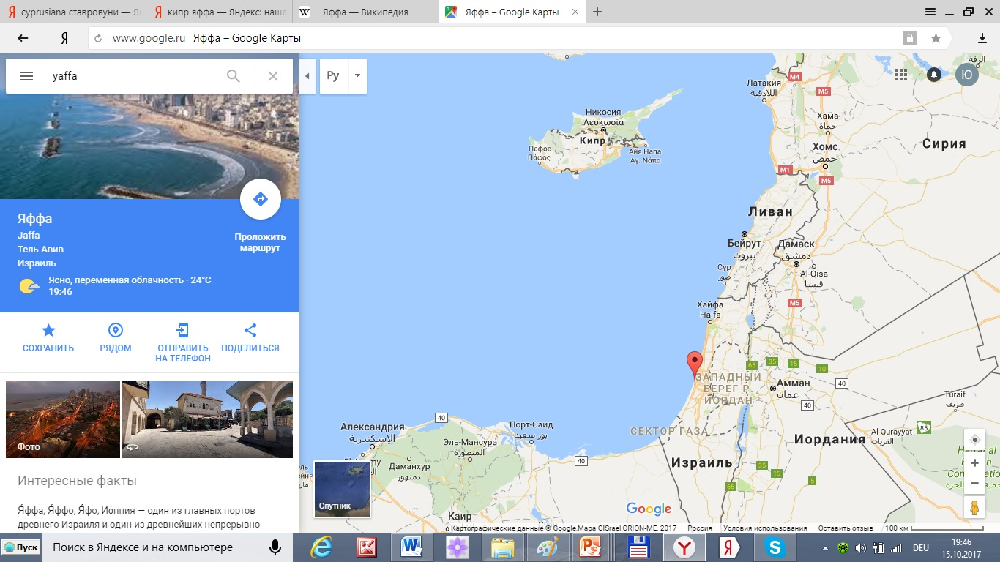 cyprusiana ставровуни — Я
кипр яффа — Яндекс: нашл
Яффа — Википедия
Яффа – Google Карты
www.google.ru Яффа – Google Карты
yaffa
Ру
Яффа
Jaffa
Тель-Авив
Израиль
Проложить
маршрут
Ясно, переменная облачность · 24°C
19:46
СОХРАНИТЬ
РЯДОМ
ОТПРАВИТЬ
НА ТЕЛЕФОН
ПОДЕЛИТЬСЯ
Фото
Интересные факты
Я́ффа, Я́ффо, Я́фо, Ио́ппия — один из главных портов
древнего Израиля и один из древнейших непрерывно
الرقة
Латакия
اللاذقية
M4
M5
Хама
حماة
Хомс
حمص
M1
M5
Сирия
Никосия
Λευκωσία
Кипр
Пафос
Πάφος
Айя Напа
Αγ. Νάπα
Ливан
Бейрут
بيروت
Дамаск
دمشق
Сур
صور
Al-Qisa
قيسا
M5
Хайфа
Haifa
65
35
15
10
40
ЗАПАДНЫЙ
БЕРЕГ Р.
ИОРДАН
Амман
عمان
40
Turaif
طريف
СЕКТОР ГАЗА
85
Al Qurayyat
القريات
Иордания
Израиль
35
15
65
5
40
Александрия
الإسكندرية
40
Порт-Саид
بور سعيد
Эль-Мансура
المنصورة
Даманхур
دمنهور
Каир
Спутник
Google
Картографические данные © Google,Mapa GISrael,ORION-ME, 2017
Россия
Условия использования
Оставить отзыв
100 км
Ю
Пуск
Поиск в Яндексе и на компьютере
DEU
19:46
15.10.2017